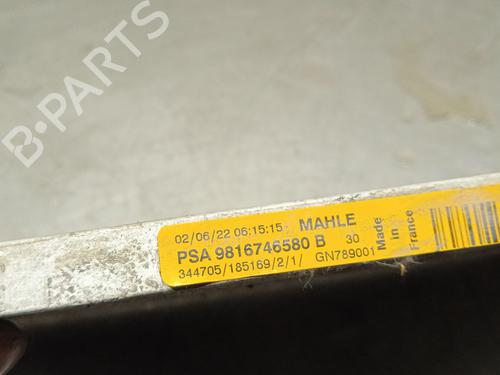 B-PARTS
02/06/22 06:15:15 MAHLE
PSA 9816746580 B 30
344705/185169/2/1/ GN789001
Made in France